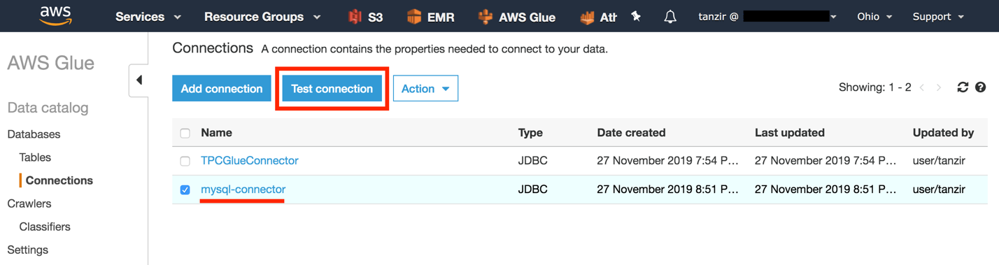 aws Services Resource Groups S3 EMR AWS Glue Ath tanzir @ Ohio Support
Connections A connection contains the properties needed to connect to your data.
AWS Glue
Add connection Test connection Action Showing: 1 - 2
Data catalog
Databases
Tables
Connections
Crawlers
Classifiers
Settings
Name Type Date created Last updated Updated by
TPCGlueConnector JDBC 27 November 2019 7:54 P... 27 November 2019 7:54 P... user/tanzir
mysql-connector JDBC 27 November 2019 8:51 P... 27 November 2019 8:51 P... user/tanzir